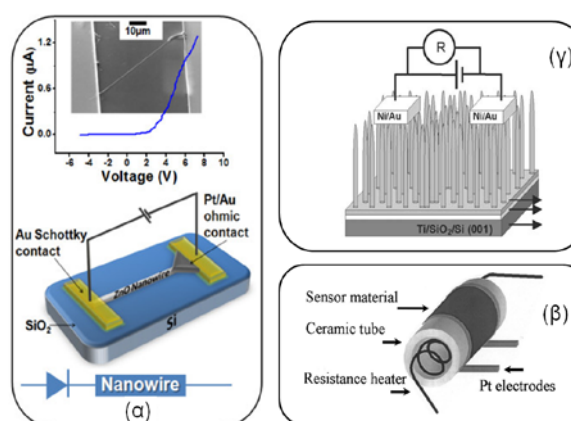 10µm
Current (µA)
1.2
0.6
0.0
-6 -4 -2 0 2 4 6 8 10
Voltage (V)
Pt/Au
ohmic
contact
Au Schottky
contact
ZnO Nanowire
SiO2
Si
Nanowire
(α)
R
(γ)
Ni/Au
Ni/Au
Ti/SiO2/Si (001)
Sensor material
Ceramic tube
Resistance heater
Pt electrodes
(β)